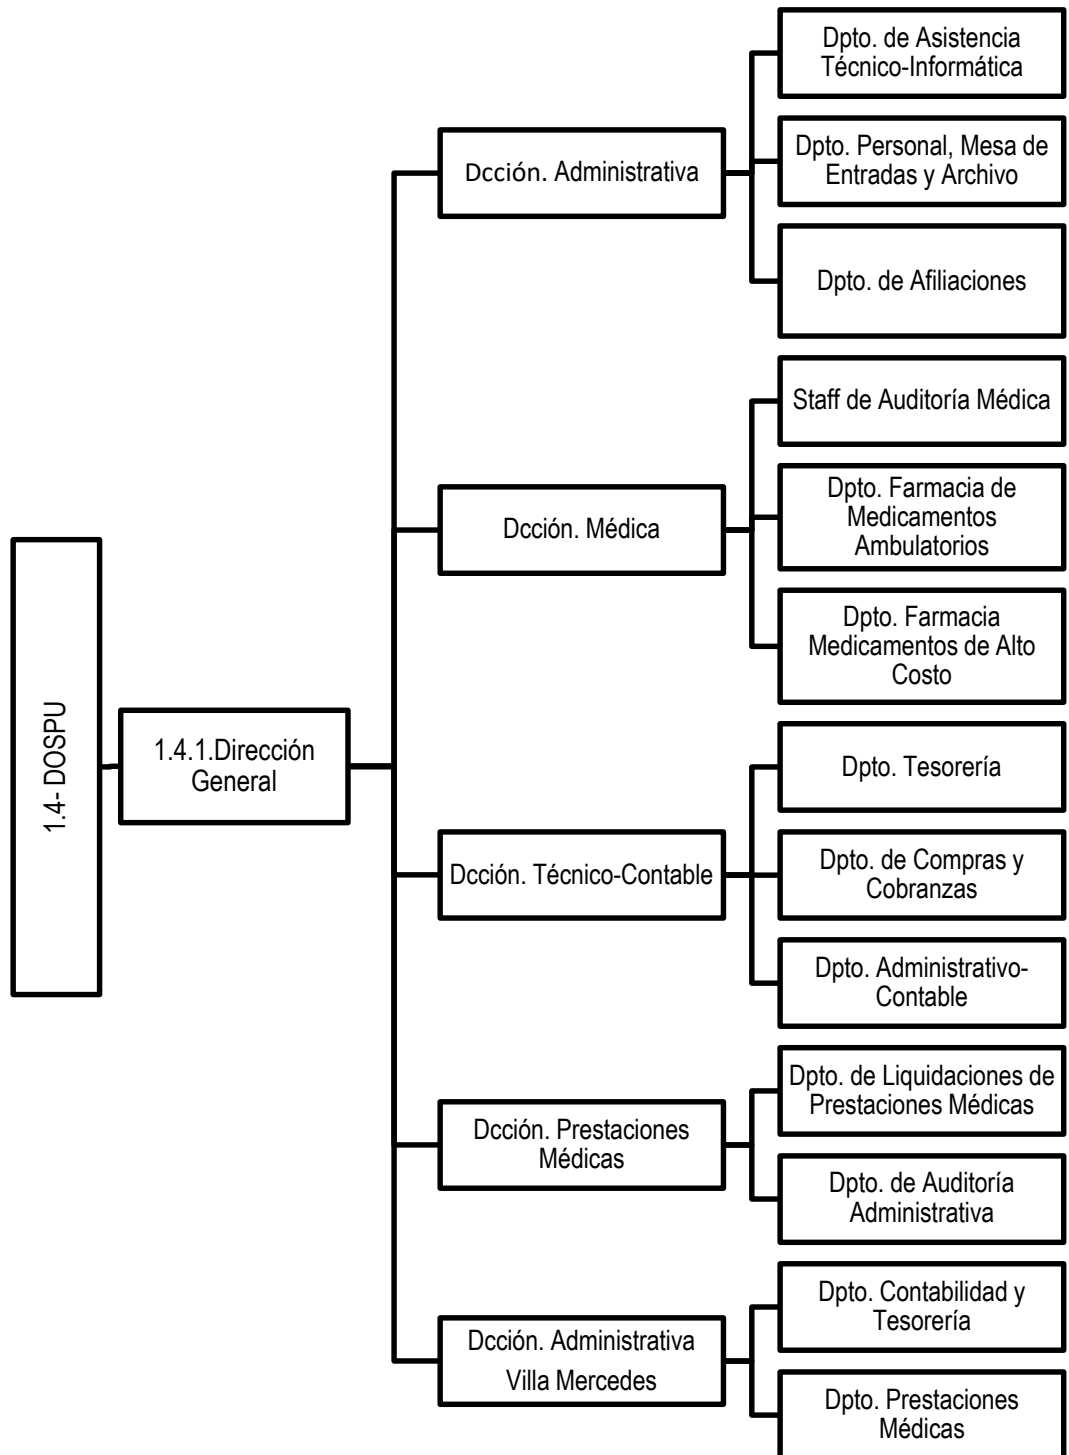 1.4- DOSPU
1.4.1.Dirección
General
Dcción. Administrativa
Dpto. de Asistencia
Técnico-Informática
Dpto. Personal, Mesa de
Entradas y Archivo
Dpto. de Afiliaciones
Dcción. Médica
Staff de Auditoría Médica
Dpto. Farmacia de
Medicamentos
Ambulatorios
Dpto. Farmacia
Medicamentos de Alto
Costo
Dcción. Técnico-Contable
Dpto. Tesorería
Dpto. de Compras y
Cobranzas
Dpto. Administrativo-
Contable
Dcción. Prestaciones
Médicas
Dpto. de Liquidaciones de
Prestaciones Médicas
Dpto. de Auditoría
Administrativa
Dcción. Administrativa
Villa Mercedes
Dpto. Contabilidad y
Tesorería
Dpto. Prestaciones
Médicas